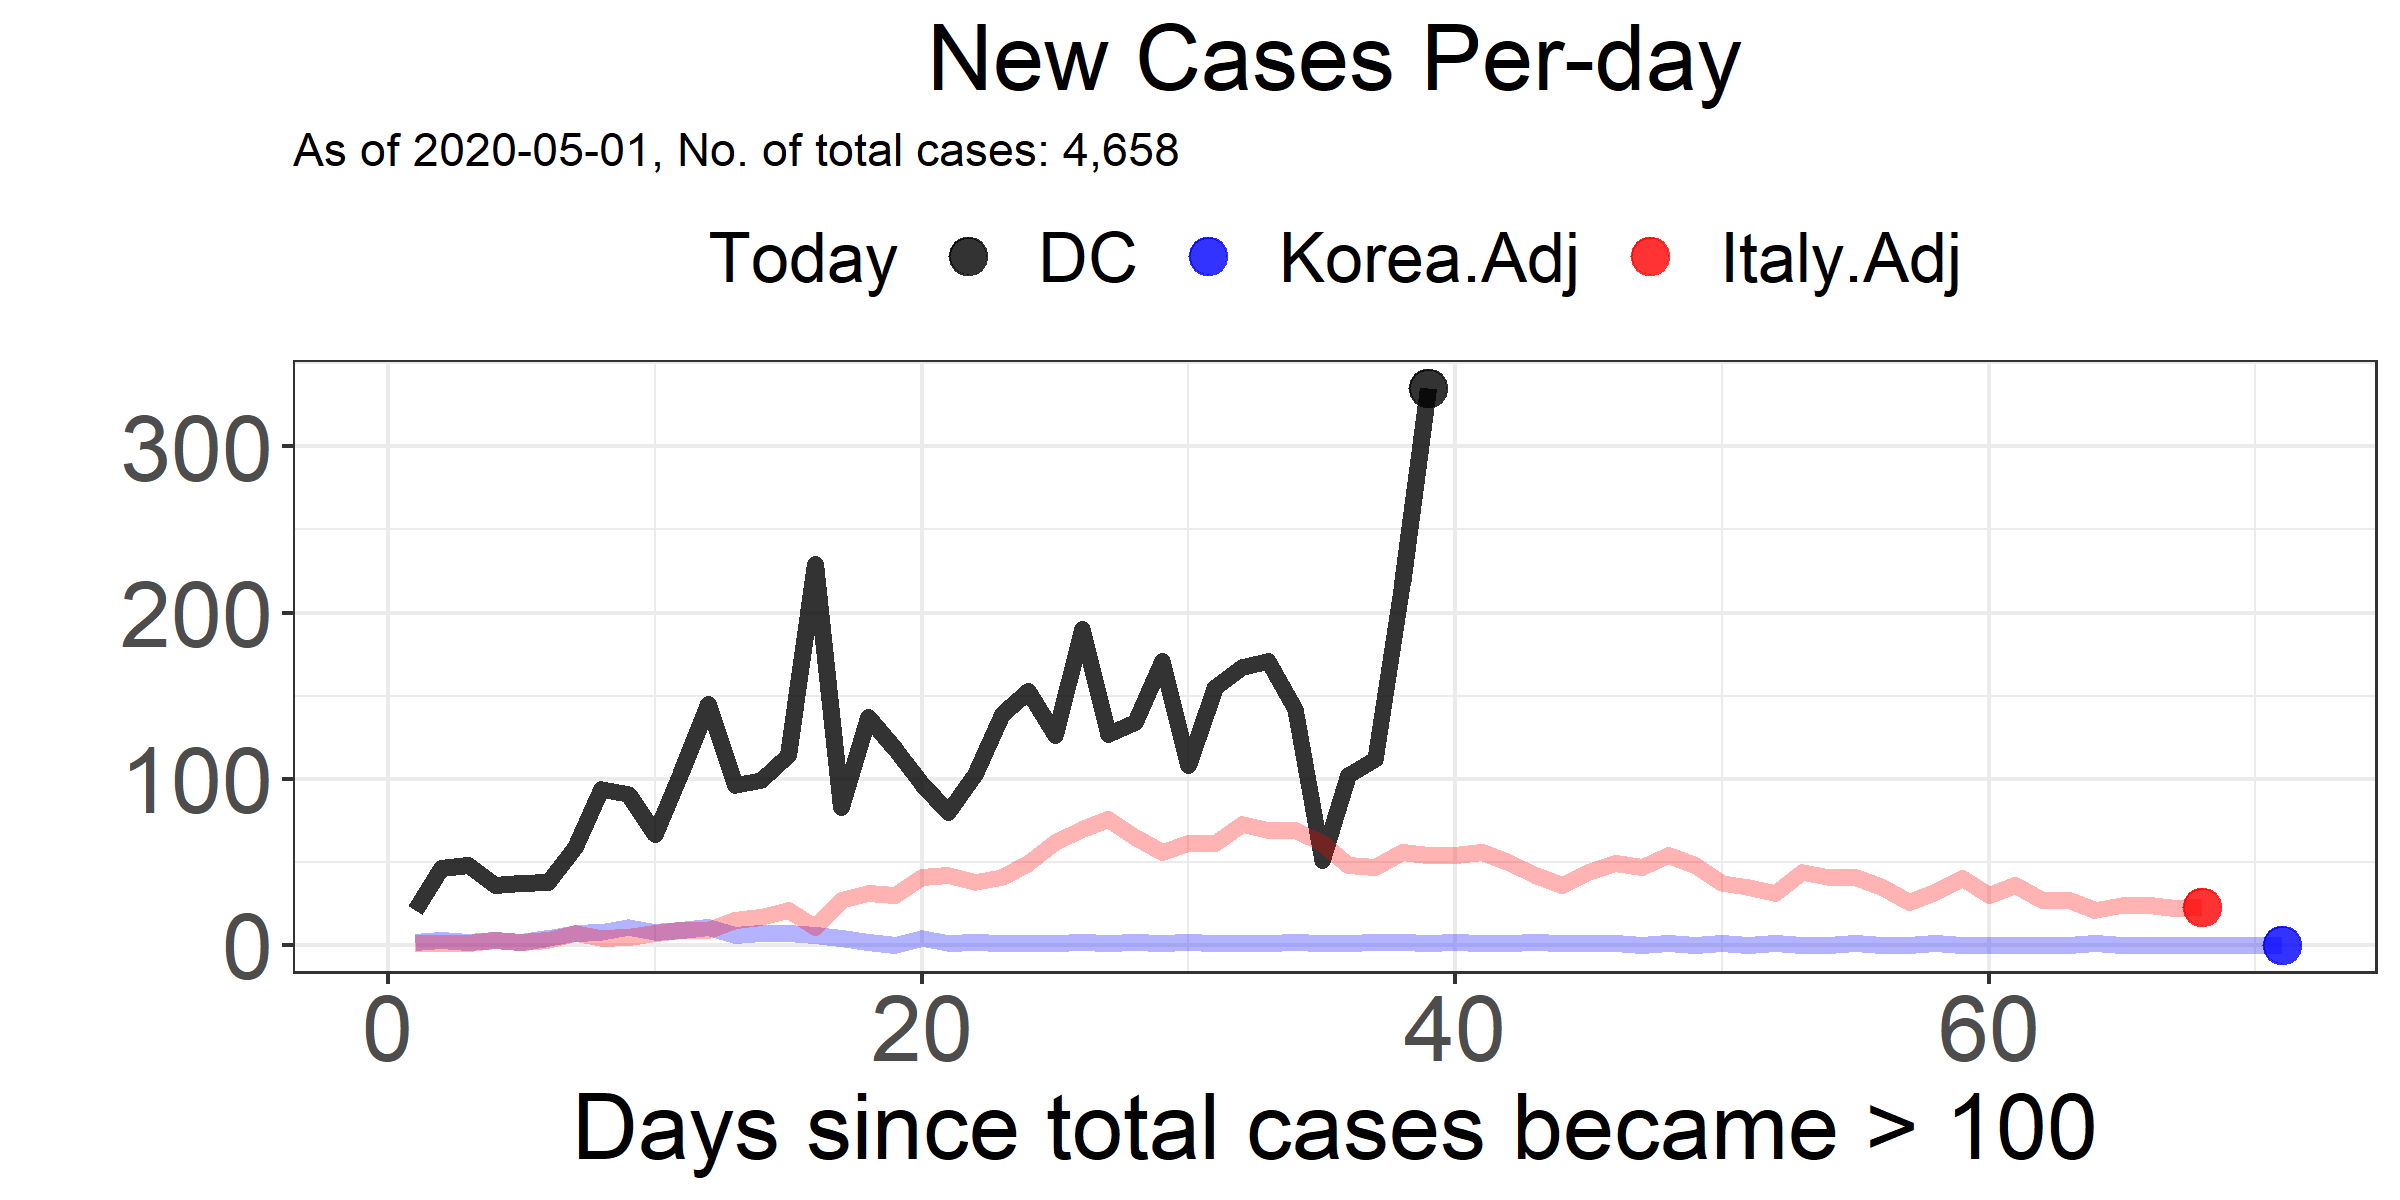 New Cases Per-day
As of 2020-05-01, No. of total cases: 4,658
Today DC Korea.Adj Italy.Adj
300
200
100
0
0 20 40 60
Days since total cases became > 100